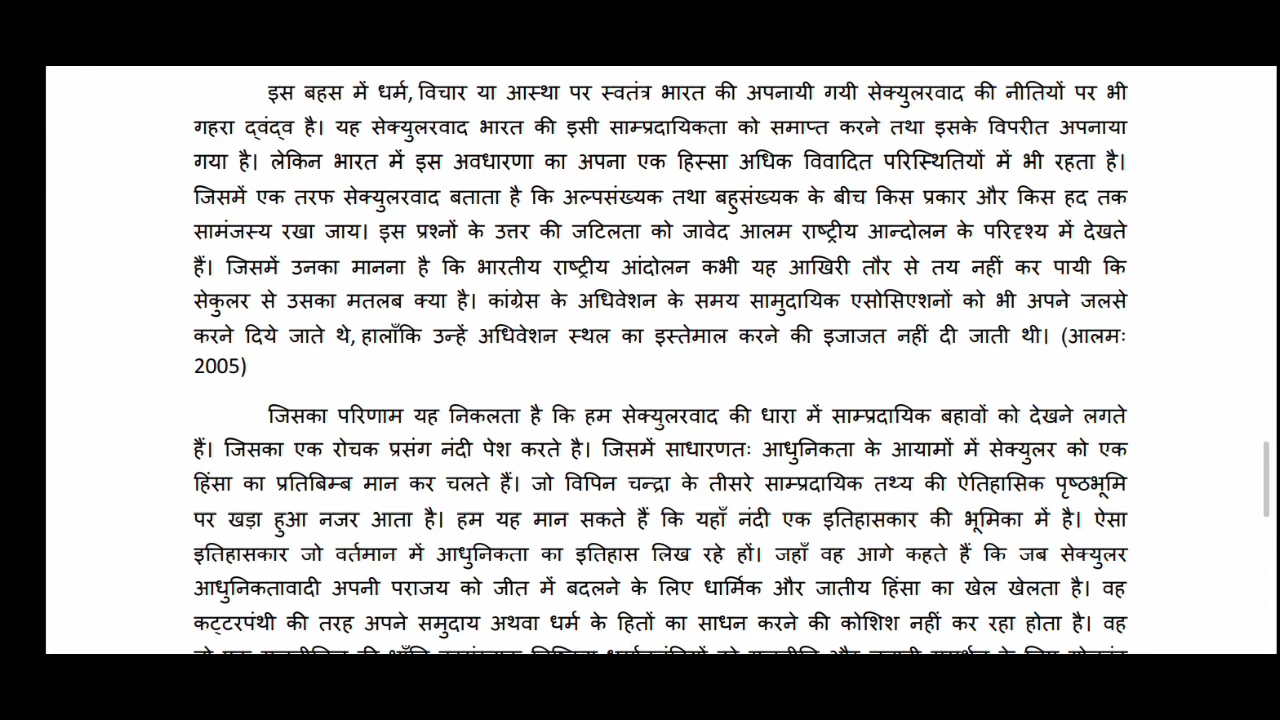 इस बहस में धर्म, विचार या आस्था पर स्वतंत्र भारत की अपनायी गयी सेक्युलरवाद की नीतियों पर भी
गहरा द्वंद्व है। यह सेक्युलरवाद भारत की इसी साम्प्रदायिकता को समाप्त करने तथा इसके विपरीत अपनाया
गया है। लेकिन भारत में इस अवधारणा का अपना एक हिस्सा अधिक विवादित परिस्थितियों में भी रहता है।
जिसमें एक तरफ सेक्युलरवाद बताता है कि अल्पसंख्यक तथा बहुसंख्यक के बीच किस प्रकार और किस हद तक
सामंजस्य रखा जाय। इस प्रश्नों के उत्तर की जटिलता को जावेद आलम राष्ट्रीय आन्दोलन के परिदृश्य में देखते
हैं। जिसमें उनका मानना है कि भारतीय राष्ट्रीय आंदोलन कभी यह आखिरी तौर से तय नहीं कर पायी कि
सेकुलर से उसका मतलब क्या है। कांग्रेस के अधिवेशन के समय सामुदायिक एसोसिएशनों को भी अपने जलसे
करने दिये जाते थे, हालाँकि उन्हें अधिवेशन स्थल का इस्तेमाल करने की इजाजत नहीं दी जाती थी। (आलमः
2005)
जिसका परिणाम यह निकलता है कि हम सेक्युलरवाद की धारा में साम्प्रदायिक बहावों को देखने लगते
हैं। जिसका एक रोचक प्रसंग नंदी पेश करते है। जिसमें साधारणतः आधुनिकता के आयामों में सेक्युलर को एक
हिंसा का प्रतिबिम्ब मान कर चलते हैं। जो विपिन चन्द्रा के तीसरे साम्प्रदायिक तथ्य की ऐतिहासिक पृष्ठभूमि
पर खड़ा हुआ नजर आता है। हम यह मान सकते हैं कि यहाँ नंदी एक इतिहासकार की भूमिका में है। ऐसा
इतिहासकार जो वर्तमान में आधुनिकता का इतिहास लिख रहे हों। जहाँ वह आगे कहते हैं कि जब सेक्युलर
आधुनिकतावादी अपनी पराजय को जीत में बदलने के लिए धार्मिक और जातीय हिंसा का खेल खेलता है। वह
कट्टरपंथी की तरह अपने समुदाय अथवा धर्म के हितों का साधन करने की कोशिश नहीं कर रहा होता है। वह